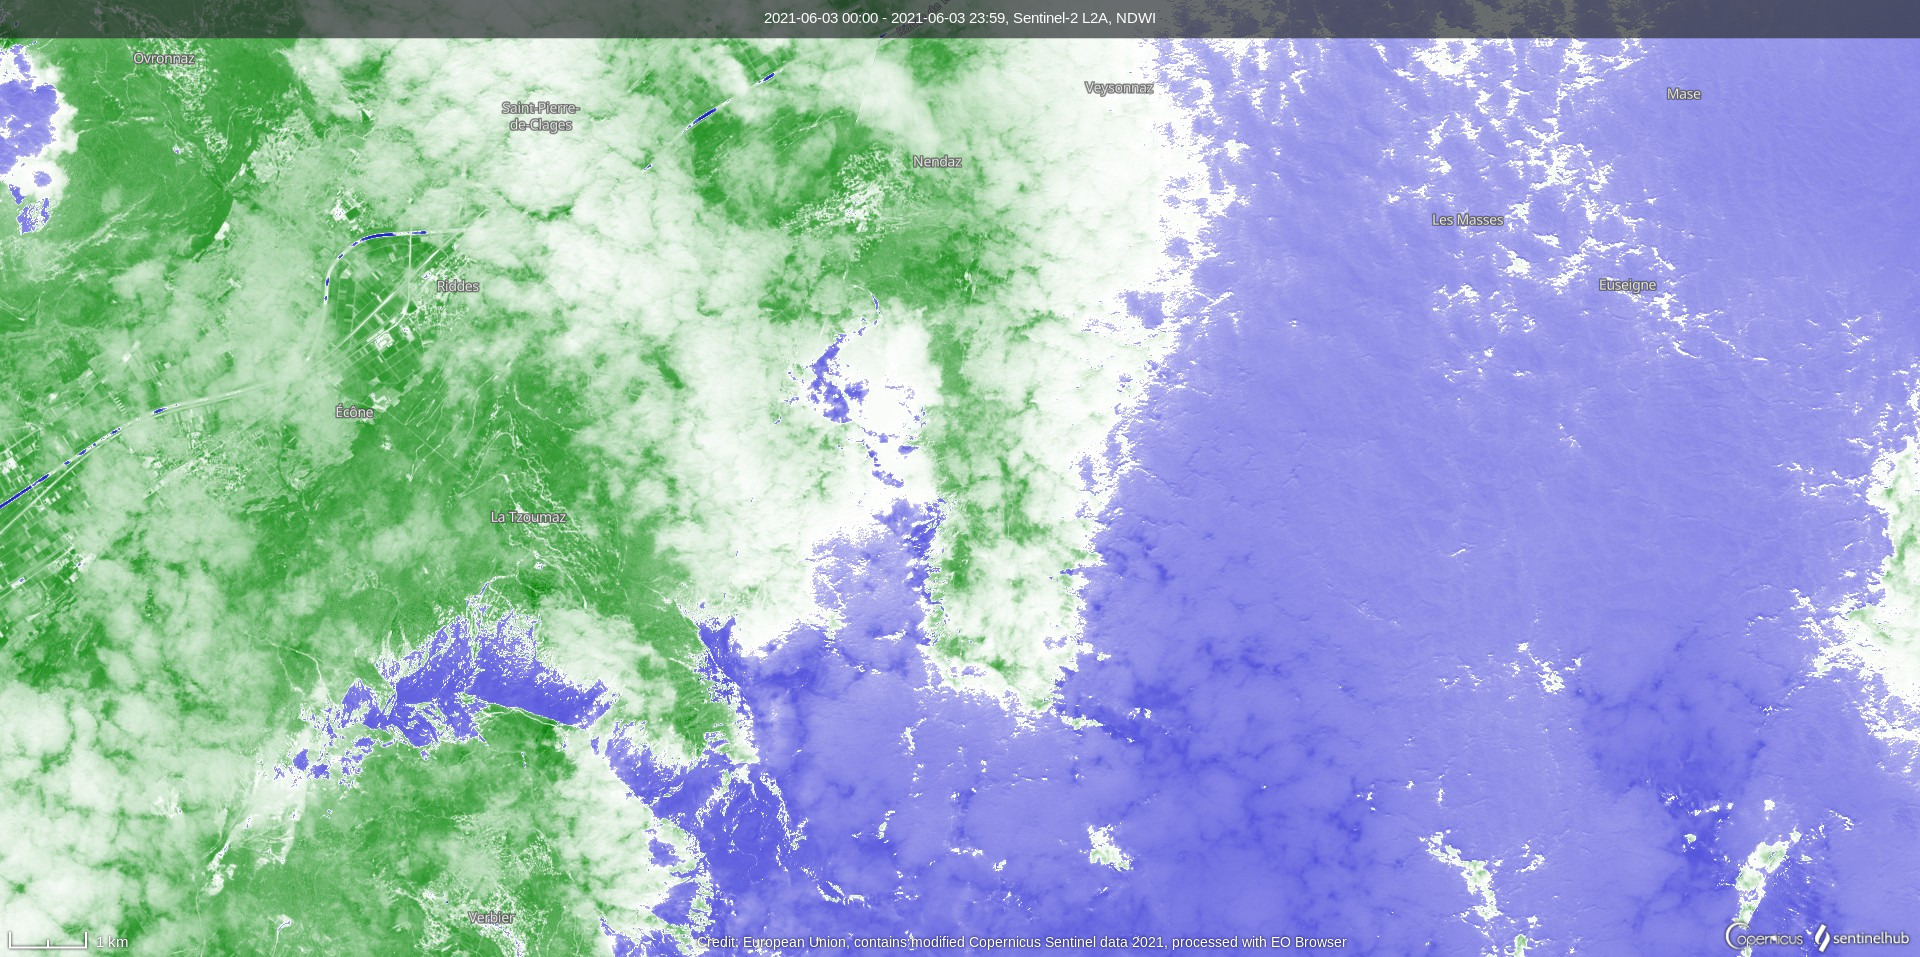 2021-06-03 00:00 - 2021-06-03 23:59, Sentinel-2 L2A, NDWI
Ovronnaz
Veysonnaz
Mase
Saint-Pierre-
de-Clages
Nendaz
Les Masses
Riddes
Euseigne
Écône
La Tzoumaz
Verbier
1 km
Credit: European Union, contains modified Copernicus Sentinel data 2021, processed with EO Browser
opernicus
sentinelhub